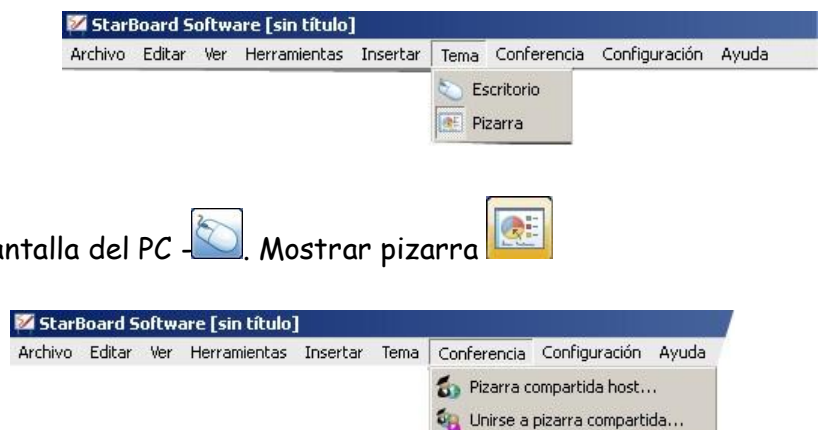 StarBoard Software [sin título]
Archivo Editar Ver Herramientas Insertar Tema Conferencia Configuración Ayuda
Escritorio
Pizarra
antalla del PC -. Mostrar pizarra
StarBoard Software [sin título]
Archivo Editar Ver Herramientas Insertar Tema Conferencia Configuración Ayuda
Pizarra compartida host...
Unirse a pizarra compartida...